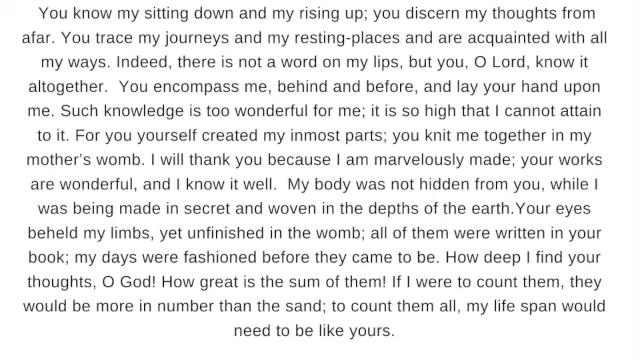 You know my sitting down and my rising up; you discern my thoughts from
afar. You trace my journeys and my resting-places and are acquainted with all
my ways. Indeed, there is not a word on my lips, but you, O Lord, know it
altogether.  You encompass me, behind and before, and lay your hand upon
me. Such knowledge is too wonderful for me; it is so high that I cannot attain
to it. For you yourself created my inmost parts; you knit me together in my
mother’s womb. I will thank you because I am marvelously made; your works
are wonderful, and I know it well.  My body was not hidden from you, while I
was being made in secret and woven in the depths of the earth.Your eyes
beheld my limbs, yet unfinished in the womb; all of them were written in your
book; my days were fashioned before they came to be. How deep I find your
thoughts, O God! How great is the sum of them! If I were to count them, they
would be more in number than the sand; to count them all, my life span would
need to be like yours.